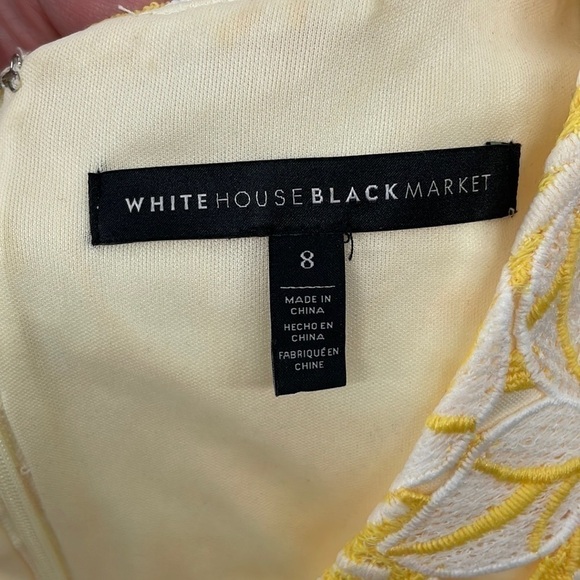 WHITE HOUSE BLACK MARKET
8
MADE IN
CHINA
HECHO EN
CHINA
FABRIQUÉ EN
CHINE